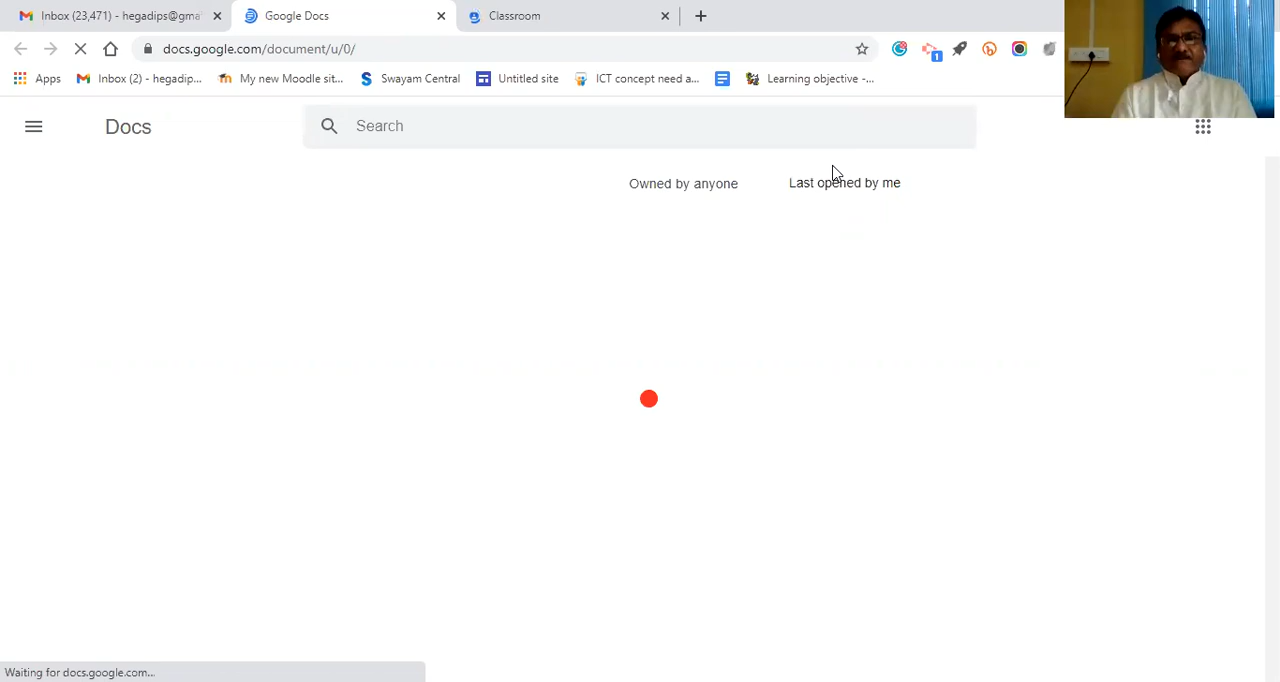 Inbox (23,471) - hegadips@gma
Google Docs
Classroom
docs.google.com/document/u/0/
1
Apps
Inbox (2) - hegadip...
My new Moodle sit...
Swayam Central
Untitled site
ICT concept need a...
Learning objective -...
Docs
Search
Owned by anyone
Last opened by me
Waiting for docs.google.com...